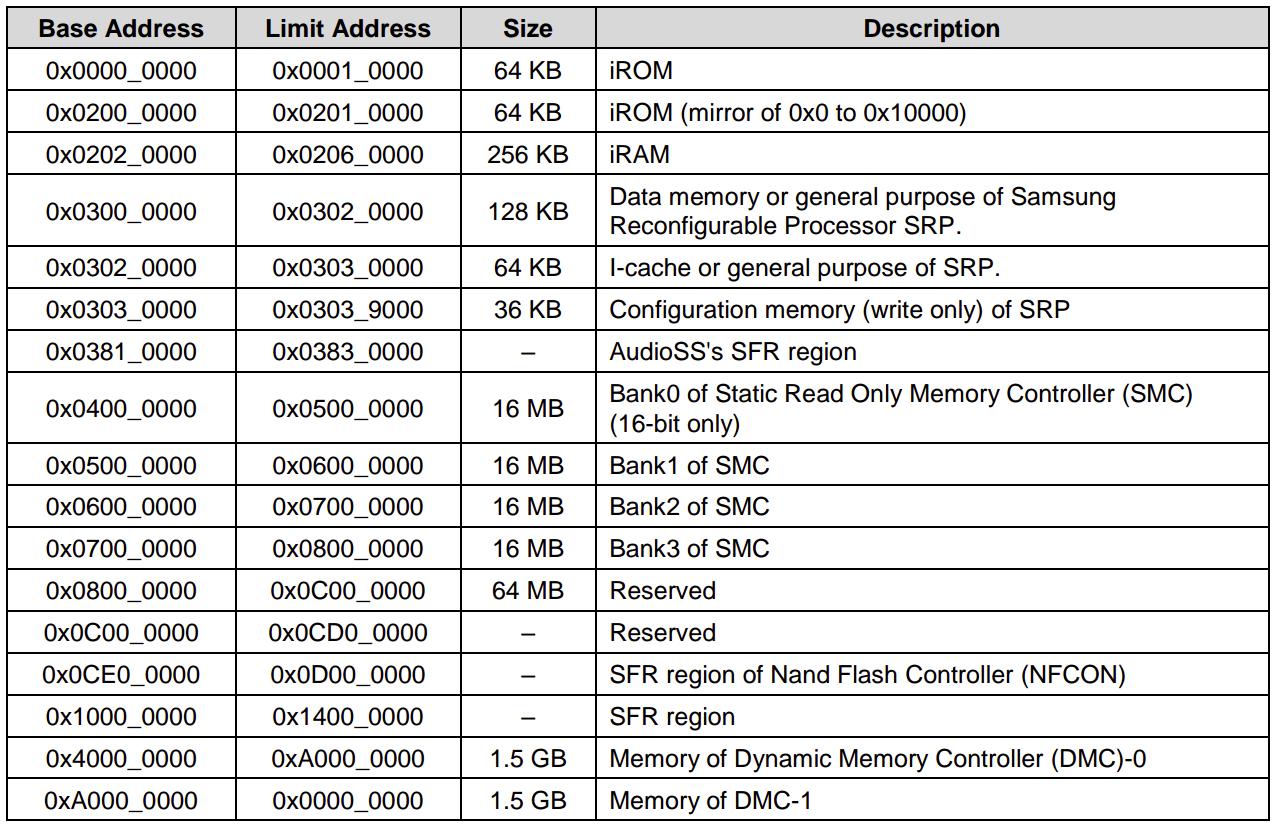 Base Address Limit Address Size Description
0x0000_0000 0x0001_0000 64 KB iROM
0x0200_0000 0x0201_0000 64 KB iROM (mirror of 0x0 to 0x10000)
0x0202_0000 0x0206_0000 256 KB iRAM
0x0300_0000 0x0302_0000 128 KB Data memory or general purpose of Samsung
Reconfigurable Processor SRP.
0x0302_0000 0x0303_0000 64 KB I-cache or general purpose of SRP.
0x0303_0000 0x0303_9000 36 KB Configuration memory (write only) of SRP
0x0381_0000 0x0383_0000 – AudioSS's SFR region
0x0400_0000 0x0500_0000 16 MB Bank0 of Static Read Only Memory Controller (SMC)
(16-bit only)
0x0500_0000 0x0600_0000 16 MB Bank1 of SMC
0x0600_0000 0x0700_0000 16 MB Bank2 of SMC
0x0700_0000 0x0800_0000 16 MB Bank3 of SMC
0x0800_0000 0x0C00_0000 64 MB Reserved
0x0C00_0000 0x0CD0_0000 – Reserved
0x0CE0_0000 0x0D00_0000 – SFR region of Nand Flash Controller (NFCON)
0x1000_0000 0x1400_0000 – SFR region
0x4000_0000 0xA000_0000 1.5 GB Memory of Dynamic Memory Controller (DMC)-0
0xA000_0000 0x0000_0000 1.5 GB Memory of DMC-1